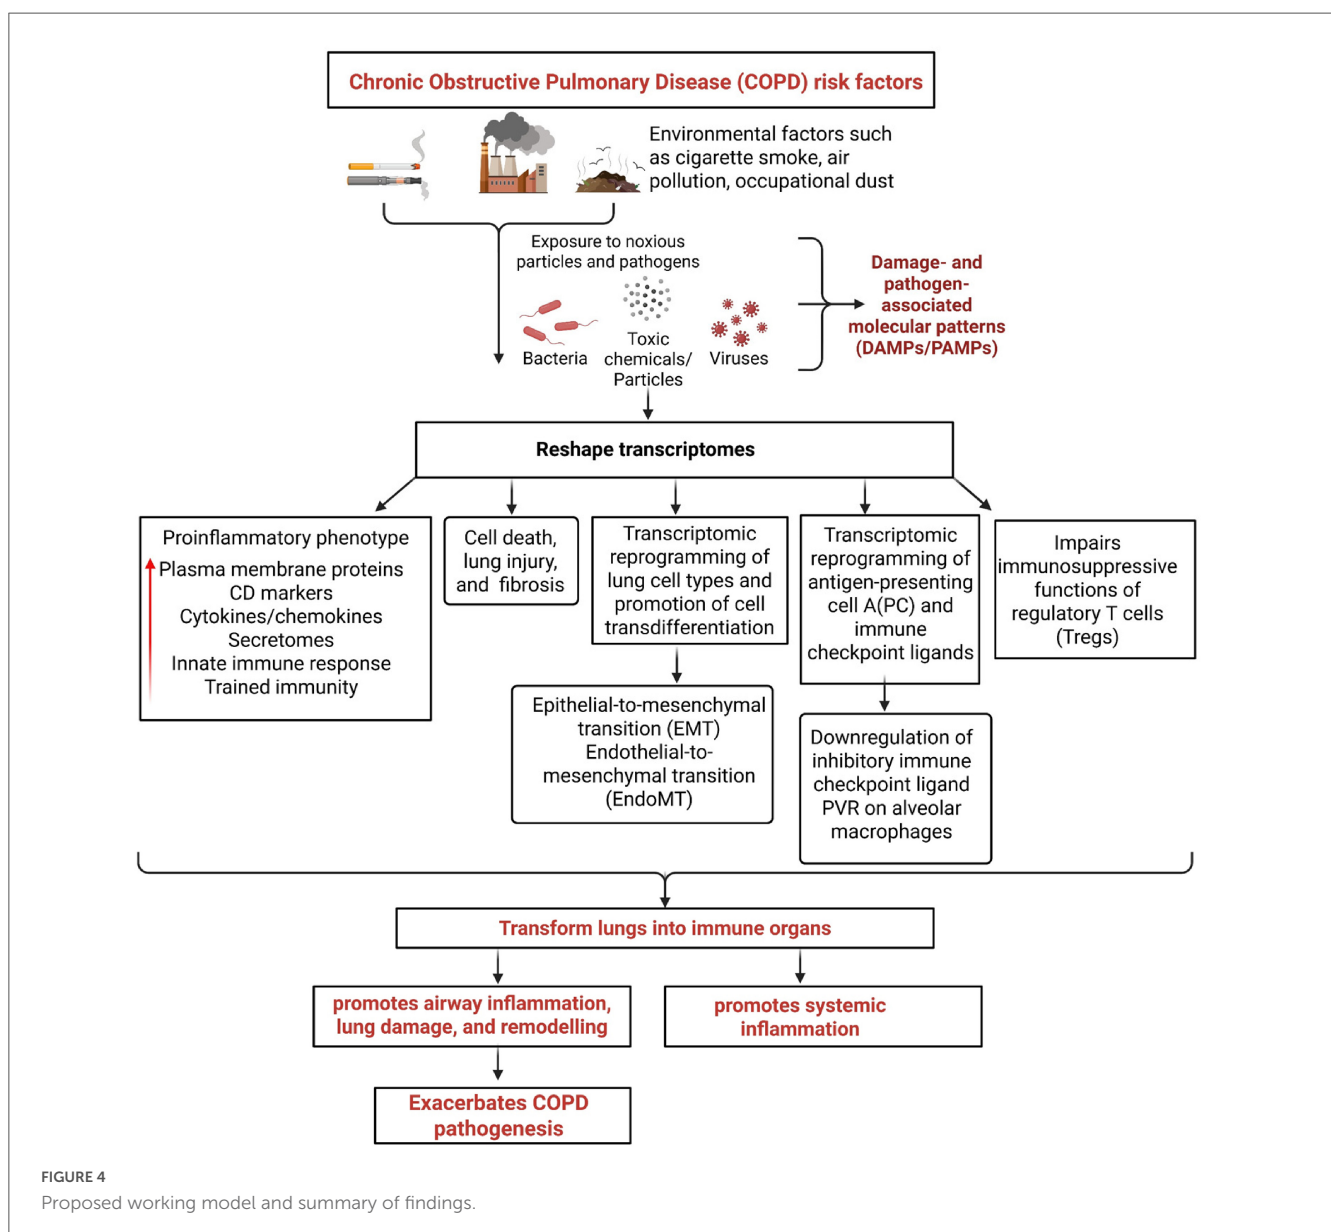 Chronic Obstructive Pulmonary Disease (COPD) risk factors
Environmental factors such
as cigarette smoke, air
pollution, occupational dust
Exposure to noxious
particles and pathogens
Bacteria
Toxic
chemicals/
Particles
Viruses
Damage- and
pathogen-
associated
molecular patterns
(DAMPs/PAMPs)
Reshape transcriptomes
Proinflammatory phenotype
Plasma membrane proteins
CD markers
Cytokines/chemokines
Secretomes
Innate immune response
Trained immunity
Cell death,
lung injury,
and fibrosis
Transcriptomic
reprogramming of
lung cell types and
promotion of cell
transdifferentiation
Transcriptomic
reprogramming of
antigen-presenting
cell A(PC) and
immune
checkpoint ligands
Impairs
immunosuppressive
functions of
regulatory T cells
(Tregs)
Epithelial-to-mesenchymal
transition (EMT)
Endothelial-to-
mesenchymal transition
(EndoMT)
Downregulation of
inhibitory immune
checkpoint ligand
PVR on alveolar
macrophages
Transform lungs into immune organs
promotes airway inflammation,
lung damage, and remodelling
promotes systemic
inflammation
Exacerbates COPD
pathogenesis
FIGURE 4
Proposed working model and summary of findings.